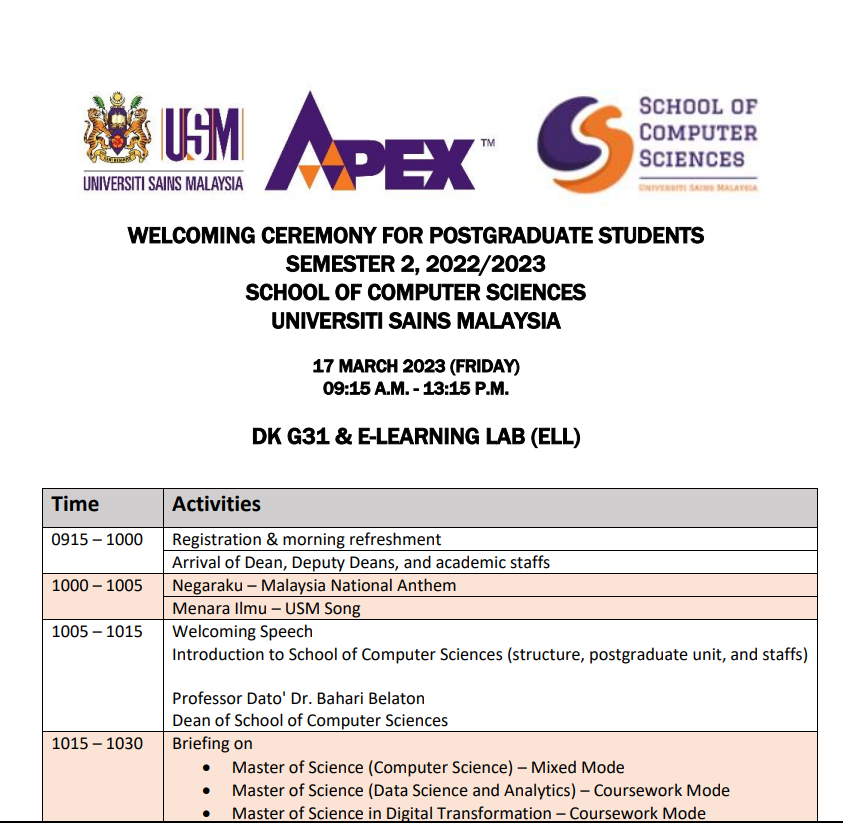 USM
UNIVERSITI SAINS MALAYSIA
APEX™
SCHOOL OF
COMPUTER
SCIENCES
UNIVERSITI SAINS MALAYSIA
WELCOMING CEREMONY FOR POSTGRADUATE STUDENTS
SEMESTER 2, 2022/2023
SCHOOL OF COMPUTER SCIENCES
UNIVERSITI SAINS MALAYSIA
17 MARCH 2023 (FRIDAY)
09:15 A.M. - 13:15 P.M.
DK G31 & E-LEARNING LAB (ELL)
Time Activities
0915 – 1000 Registration & morning refreshment
Arrival of Dean, Deputy Deans, and academic staffs
1000 – 1005 Negaraku – Malaysia National Anthem
Menara Ilmu – USM Song
1005 – 1015 Welcoming Speech
Introduction to School of Computer Sciences (structure, postgraduate unit, and staffs)
Professor Dato' Dr. Bahari Belaton
Dean of School of Computer Sciences
1015 – 1030 Briefing on
• Master of Science (Computer Science) – Mixed Mode
• Master of Science (Data Science and Analytics) – Coursework Mode
• Master of Science in Digital Transformation – Coursework Mode